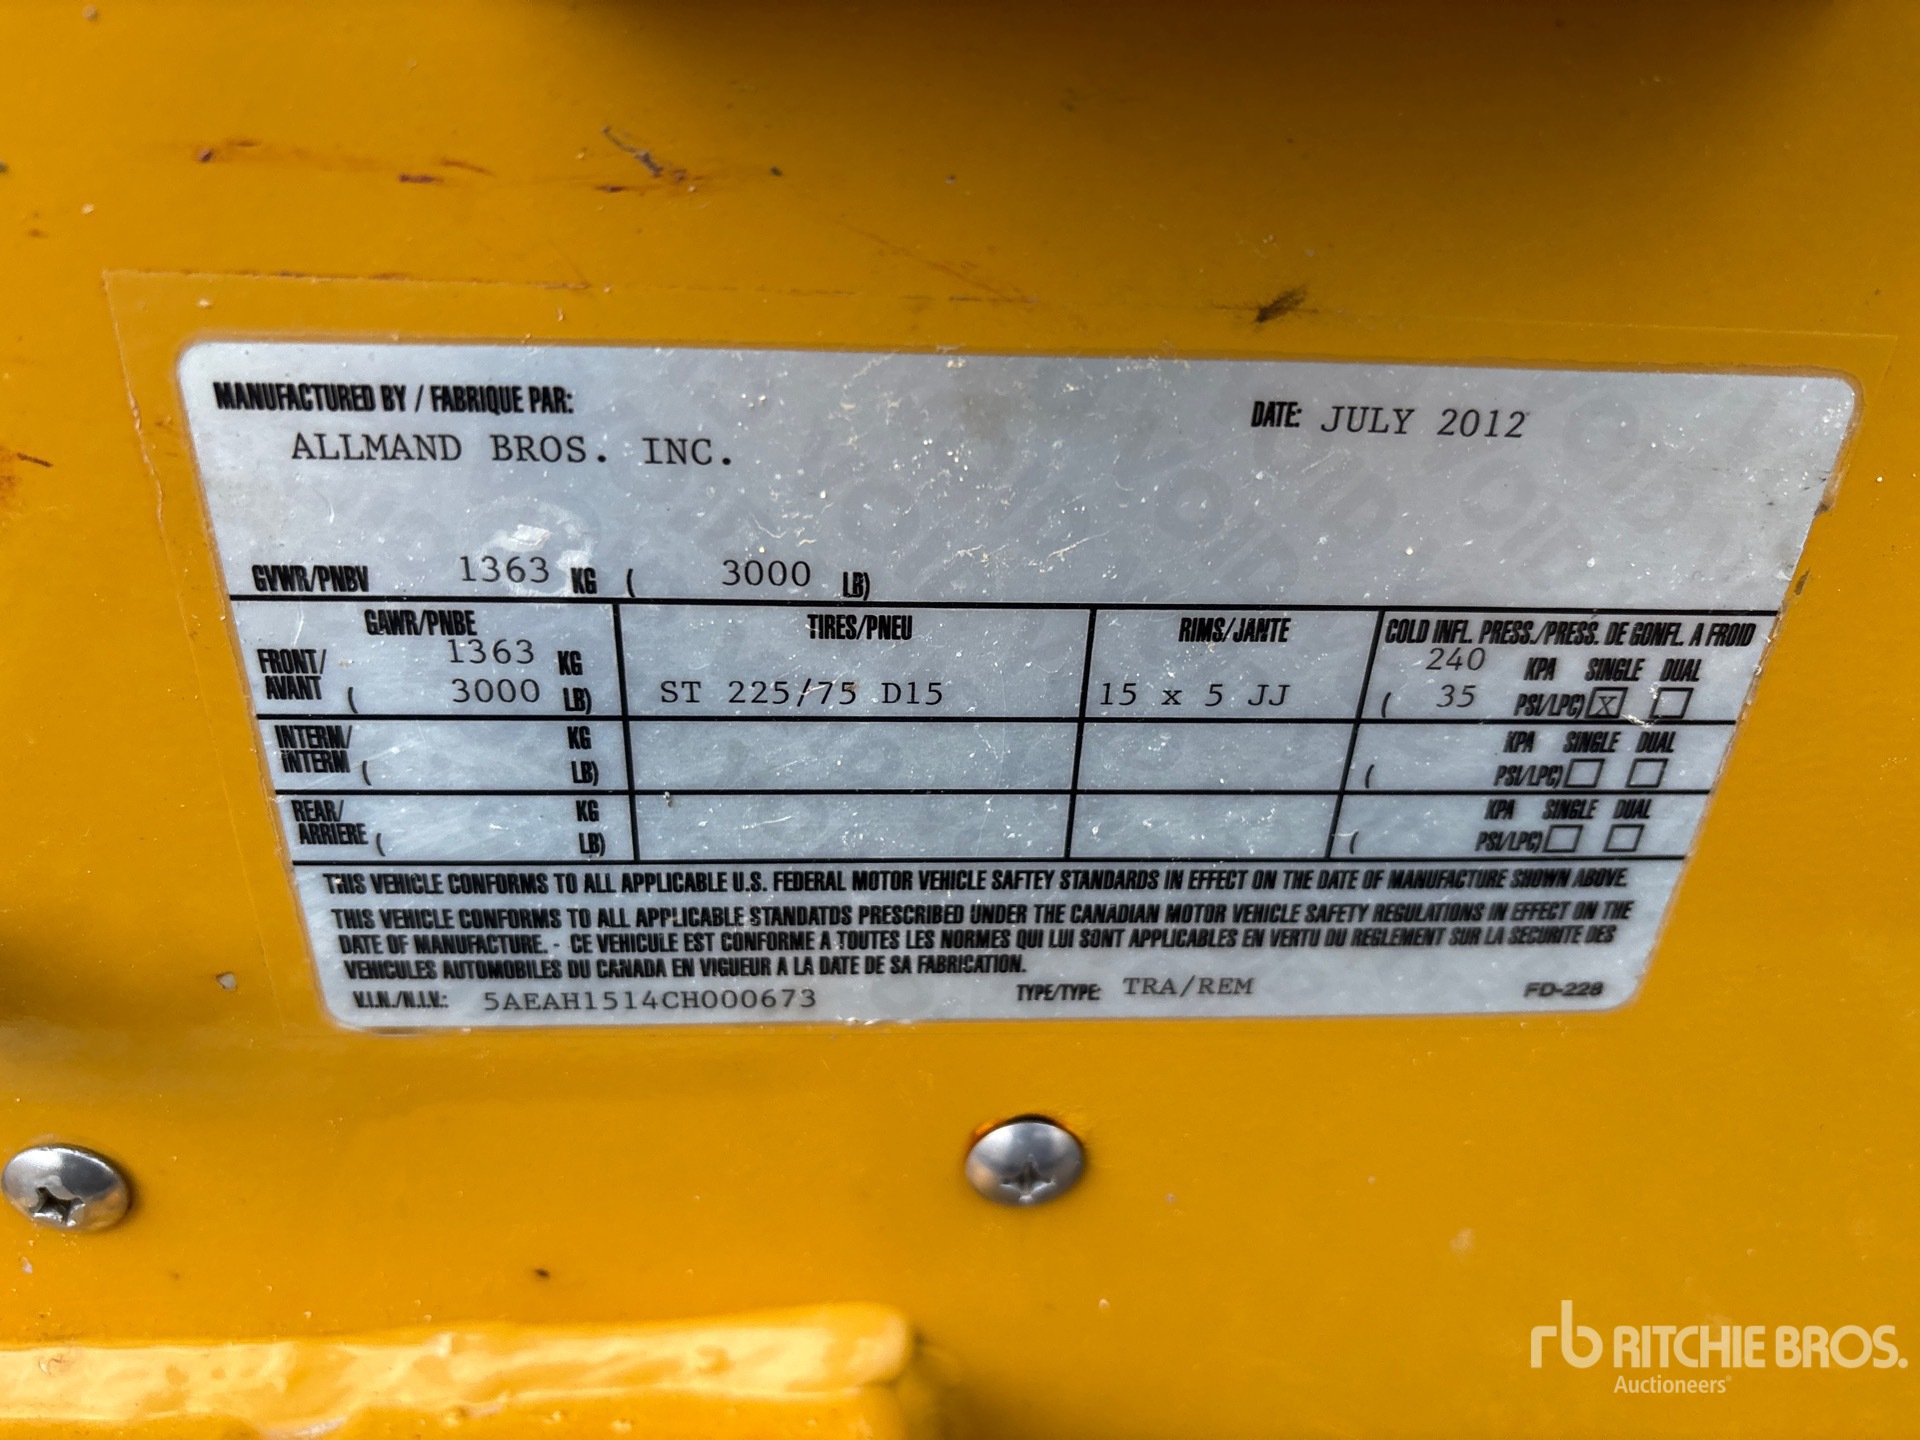 MANUFACTURED BY / FABRIQUE PAR:
ALLMAND BROS. INC.
DATE: JULY 2012
GVWR/PNBV 1363 KG ( 3000 LB)
GAWR/PNBE TIRES/PNEU RIMS/JANTE COLD INFL. PRESS./PRESS. DE GONFL. A FROID
FRONT/ 1363 KG 240 KPA SINGLE DUAL
AVANT ( 3000 LB) ST 225/75 D15 15 x 5 JJ ( 35 PSI/LPC) X
INTERM/ KG KPA SINGLE DUAL
INTERM ( LB) ( PSI/LPC)
REAR/ KG KPA SINGLE DUAL
ARRIERE ( LB) ( PSI/LPC)
THIS VEHICLE CONFORMS TO ALL APPLICABLE U.S. FEDERAL MOTOR VEHICLE SAFTEY STANDARDS IN EFFECT ON THE DATE OF MANUFACTURE SHOWN ABOVE.
THIS VEHICLE CONFORMS TO ALL APPLICABLE STANDATDS PRESCRIBED UNDER THE CANADIAN MOTOR VEHICLE SAFETY REGULATIONS IN EFFECT ON THE
DATE OF MANUFACTURE. - CE VEHICULE EST CONFORME A TOUTES LES NORMES QUI LUI SONT APPLICABLES EN VERTU DU REGLEMENT SUR LA SECURITE DES
VEHICULES AUTOMOBILES DU CANADA EN VIGUEUR A LA DATE DE SA FABRICATION.
V.I.N./N.I.V.: 5AEAH1514CH000673 TYPE/TYPE: TRA/REM FD-228
rb RITCHIE BROS.
Auctioneers